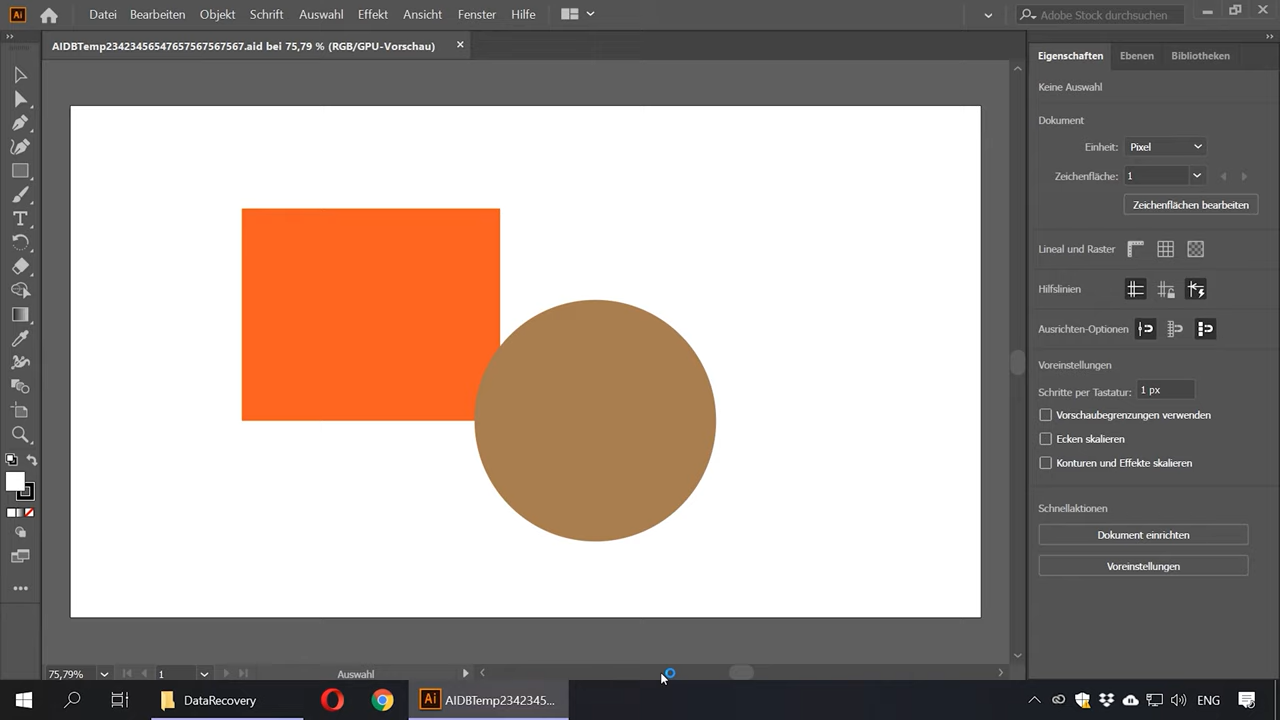 Ai Datei Bearbeiten Objekt Schrift Auswahl Effekt Ansicht Fenster Hilfe Adobe Stock durchsuchen
AIDBTemp23423456547657567567567.aid bei 75,79 % (RGB/GPU-Vorschau)
Eigenschaften Ebenen Bibliotheken
Keine Auswahl
Dokument
Einheit: Pixel
Zeichenfläche: 1
Zeichenflächen bearbeiten
Lineal und Raster
Hilfslinien
Ausrichten-Optionen
Voreinstellungen
Schritte per Tastatur: 1 px
Vorschaubegrenzungen verwenden
Ecken skalieren
Konturen und Effekte skalieren
Schnellaktionen
Dokument einrichten
Voreinstellungen
75,79% 1 Auswahl
DataRecovery Ai AIDBTemp2342345... ENG